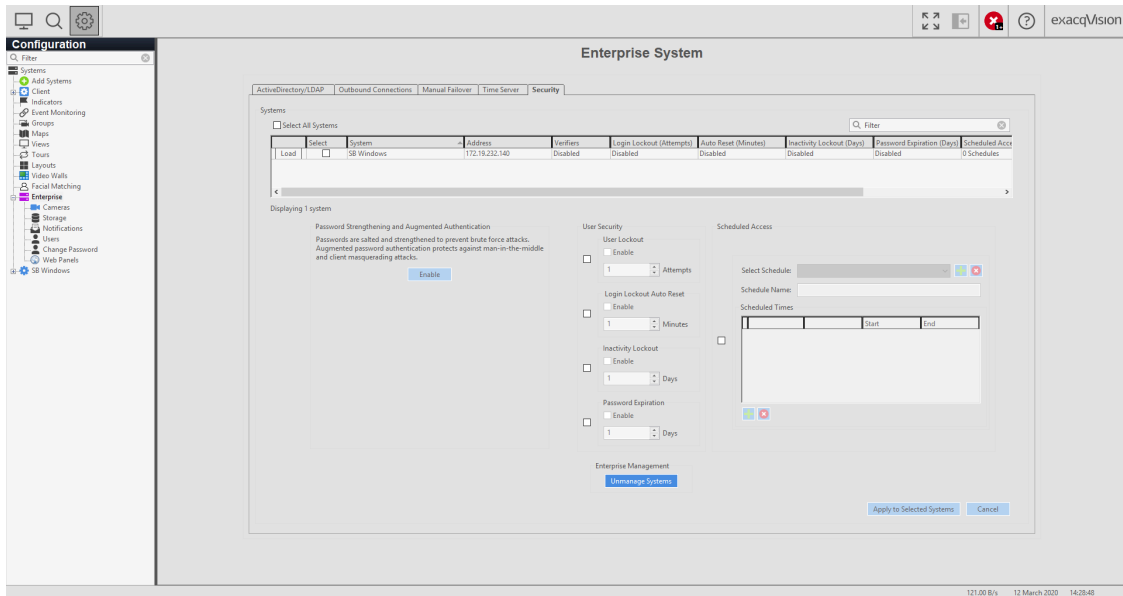 1+
?
exacqVision
Configuration
Filter
Systems
Add Systems
Client
Indicators
Event Monitoring
Groups
Maps
Views
Tours
Layouts
Video Walls
Facial Matching
Enterprise
Cameras
Storage
Notifications
Users
Change Password
Web Panels
SB Windows
Enterprise System
ActiveDirectory/LDAP Outbound Connections Manual Failover Time Server Security
Systems
Select All Systems
Filter
Select System Address Verifiers Login Lockout (Attempts) Auto Reset (Minutes) Inactivity Lockout (Days) Password Expiration (Days) Scheduled Acce
Load SB Windows 172.19.232.140 Disabled Disabled Disabled Disabled Disabled 0 Schedules
Displaying 1 system
Password Strengthening and Augmented Authentication
Passwords are salted and strengthened to prevent brute force attacks.
Augmented password authentication protects against man-in-the-middle
and client masquerading attacks.
Enable
User Security
User Lockout
Enable
1 Attempts
Login Lockout Auto Reset
Enable
1 Minutes
Inactivity Lockout
Enable
1 Days
Password Expiration
Enable
1 Days
Scheduled Access
Select Schedule:
Schedule Name:
Scheduled Times
Start End
Enterprise Management
Unmanage Systems
Apply to Selected Systems Cancel
121.00 B/s 12 March 2020 14:28:48